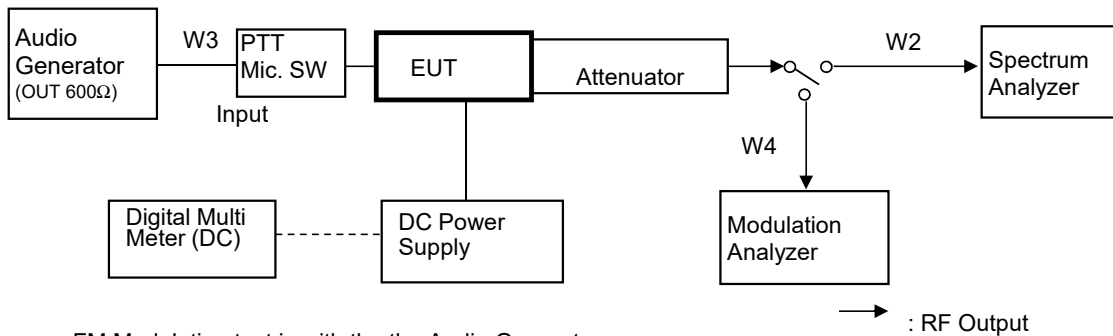 Audio
Generator
(OUT 600Ω)
W3
PTT
Mic. SW
Input
EUT
Attenuator
W2
Spectrum
Analyzer
W4
Modulation
Analyzer
Digital Multi
Meter (DC)
DC Power
Supply
: RF Output